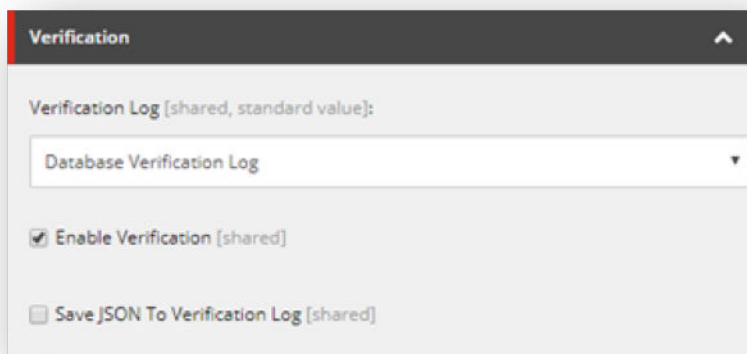 Verification
Verification Log [shared, standard value]:
Database Verification Log
Enable Verification [shared]
Save JSON To Verification Log [shared]